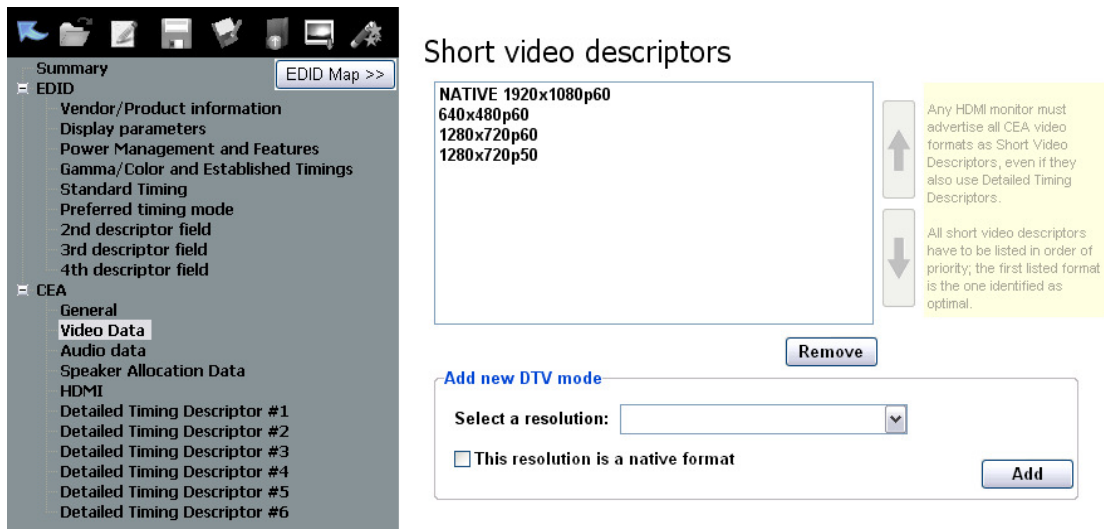 Summary
EDID Map >>
EDID
Vendor/Product information
Display parameters
Power Management and Features
Gamma/Color and Established Timings
Standard Timing
Preferred timing mode
2nd descriptor field
3rd descriptor field
4th descriptor field
CEA
General
Video Data
Audio data
Speaker Allocation Data
HDMI
Detailed Timing Descriptor #1
Detailed Timing Descriptor #2
Detailed Timing Descriptor #3
Detailed Timing Descriptor #4
Detailed Timing Descriptor #5
Detailed Timing Descriptor #6
Short video descriptors
NATIVE 1920x1080p60
640x480p60
1280x720p60
1280x720p50
Any HDMI monitor must
advertise all CEA video
formats as Short Video
Descriptors, even if they
also use Detailed Timing
Descriptors.
All short video descriptors
have to be listed in order of
priority; the first listed format
is the one identified as
optimal.
Remove
Add new DTV mode
Select a resolution:
This resolution is a native format
Add